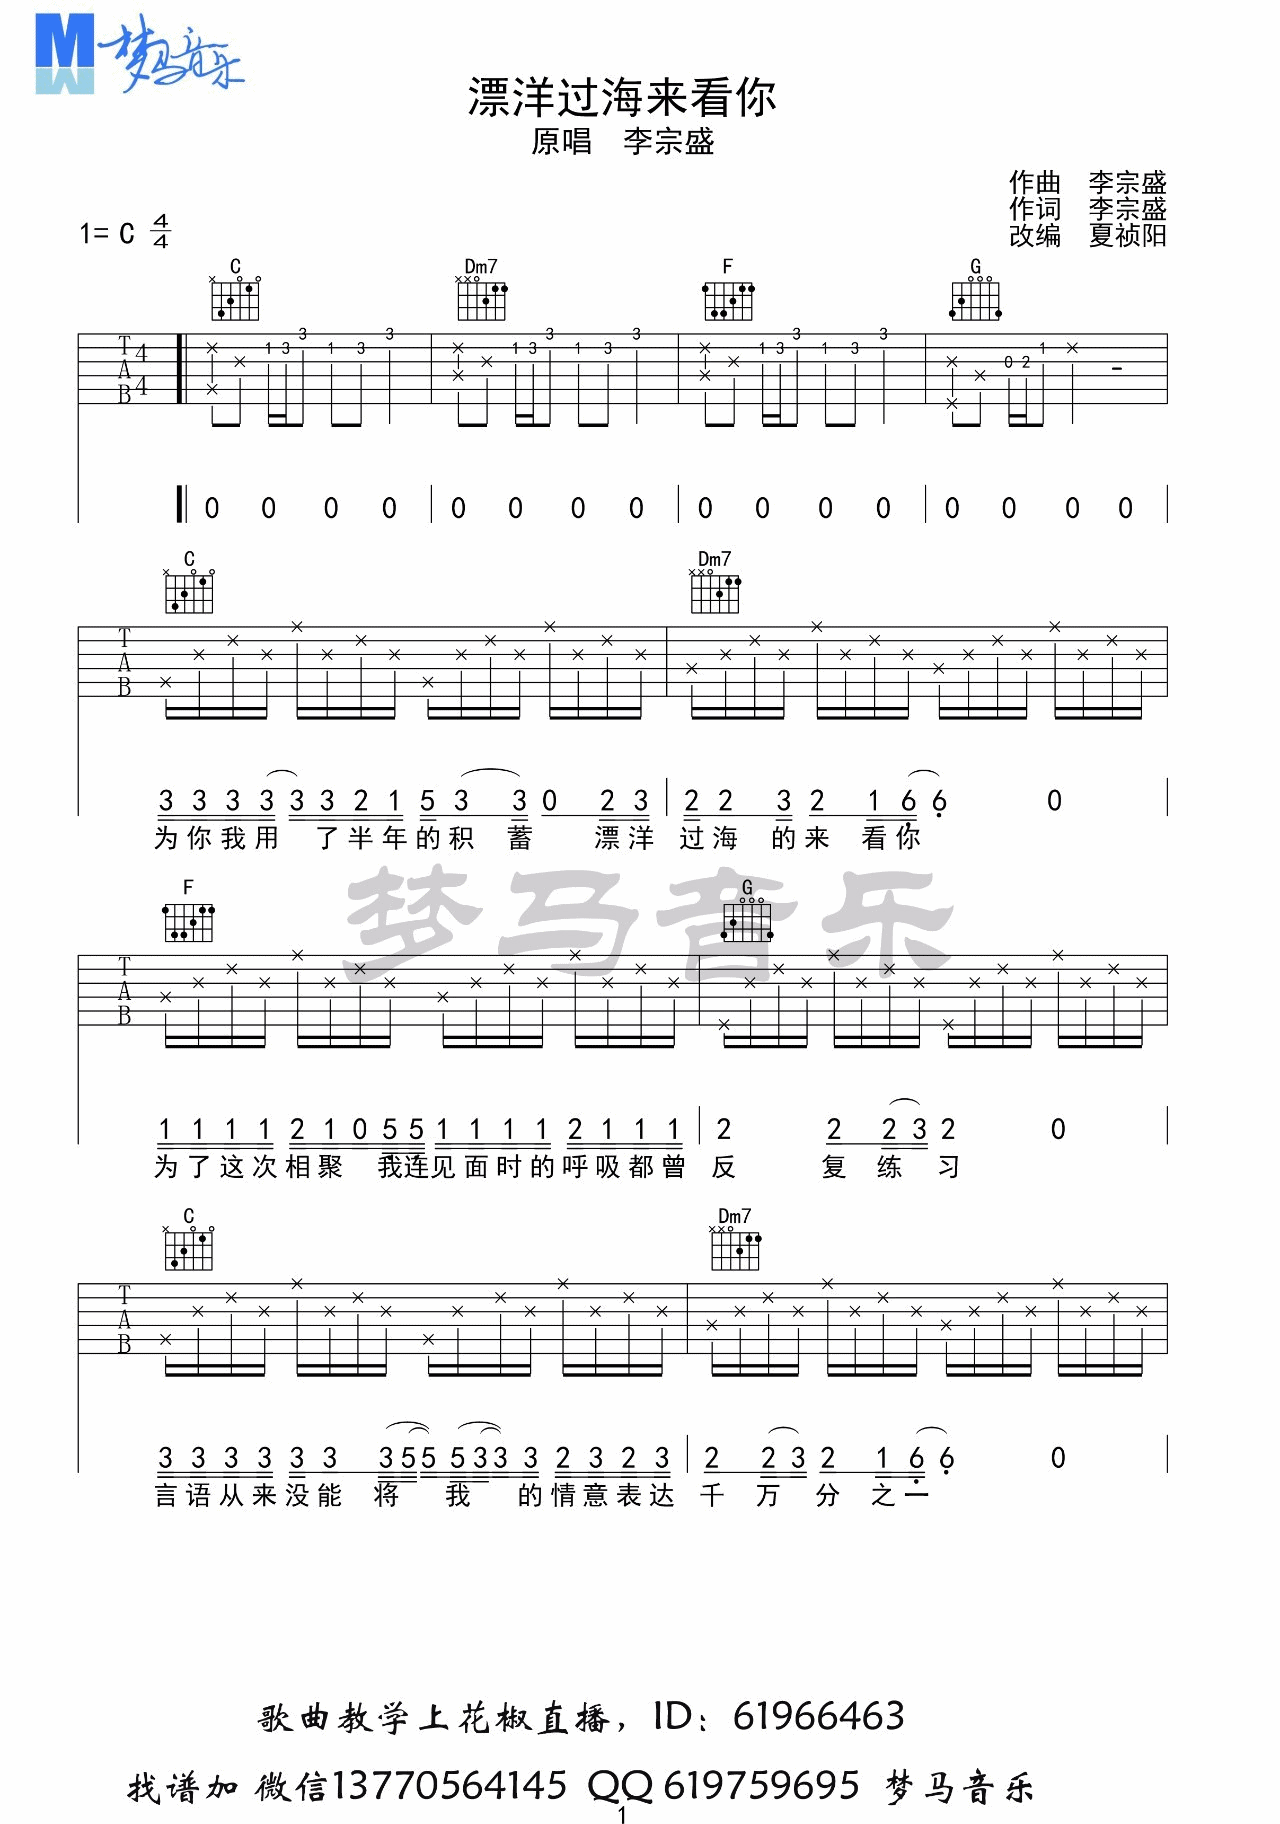 M 梦马音乐
漂洋过海来看你
原唱 李宗盛
作曲 李宗盛
作词 李宗盛
改编 夏祯阳
1= C 4/4
C Dm7 F G
T A B 4/4
1 3 3 1 3 3 1 3 3 1 3 3 1 3 3 1 3 3 0 2 1 -
0 0 0 0 0 0 0 0 0 0 0 0 0 0 0 0
C Dm7
T A B
3 3 3 3 3 3 2 1 5 3 3 0 2 3 2 2 3 2 1 6 6 0
为你我用 了半年的积 蓄 漂洋 过海 的来 看你
梦马音乐
F G
T A B
1 1 1 1 2 1 0 5 5 1 1 1 1 2 1 1 1 2 2 2 3 2 0
为了这次相聚 我连见面时的呼吸都曾 反 复 练 习
C Dm7
T A B
3 3 3 3 3 3 3 5 5 5 3 3 3 2 3 2 3 2 2 3 2 1 6 6 0
言语从来没能 将 我 的情意表达 千 万 分 之一
梦马音乐
歌曲教学上花椒直播，ID：61966463
找谱加 微信13770564145 QQ 619759695 梦马音乐
1